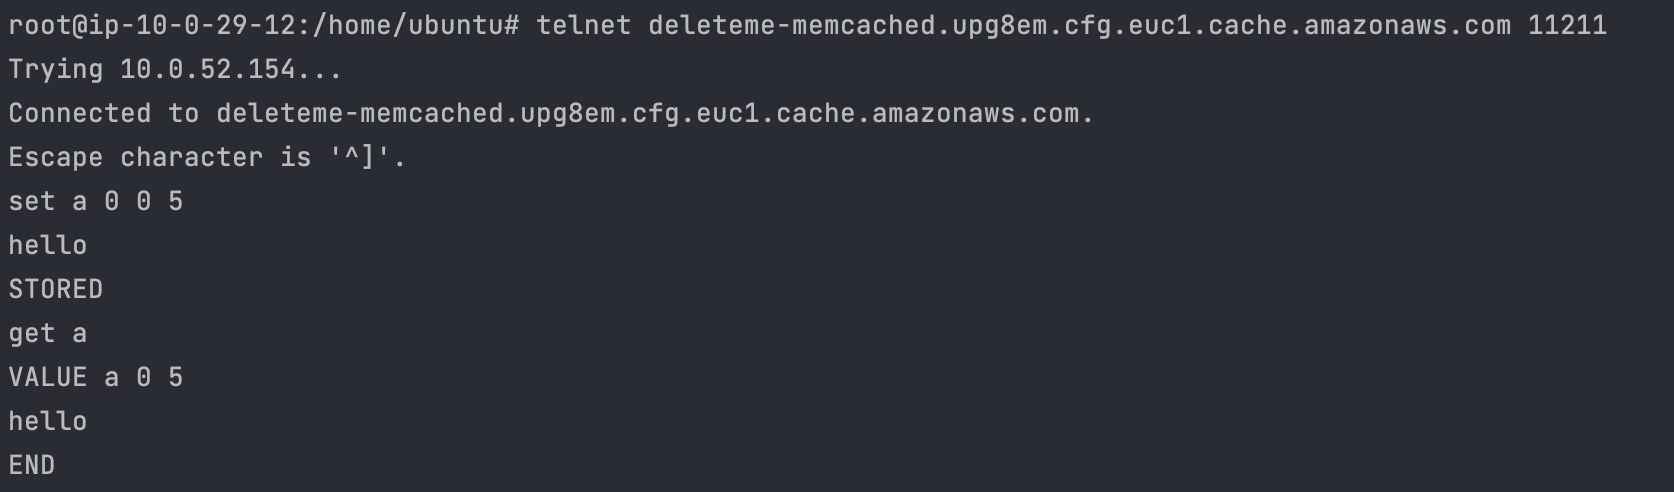 root@ip-10-0-29-12:/home/ubuntu# telnet deleteme-memcached.upg8em.cfg.euc1.cache.amazonaws.com 11211
Trying 10.0.52.154...
Connected to deleteme-memcached.upg8em.cfg.euc1.cache.amazonaws.com.
Escape character is '^]'.
set a 0 0 5
hello
STORED
get a
VALUE a 0 5
hello
END